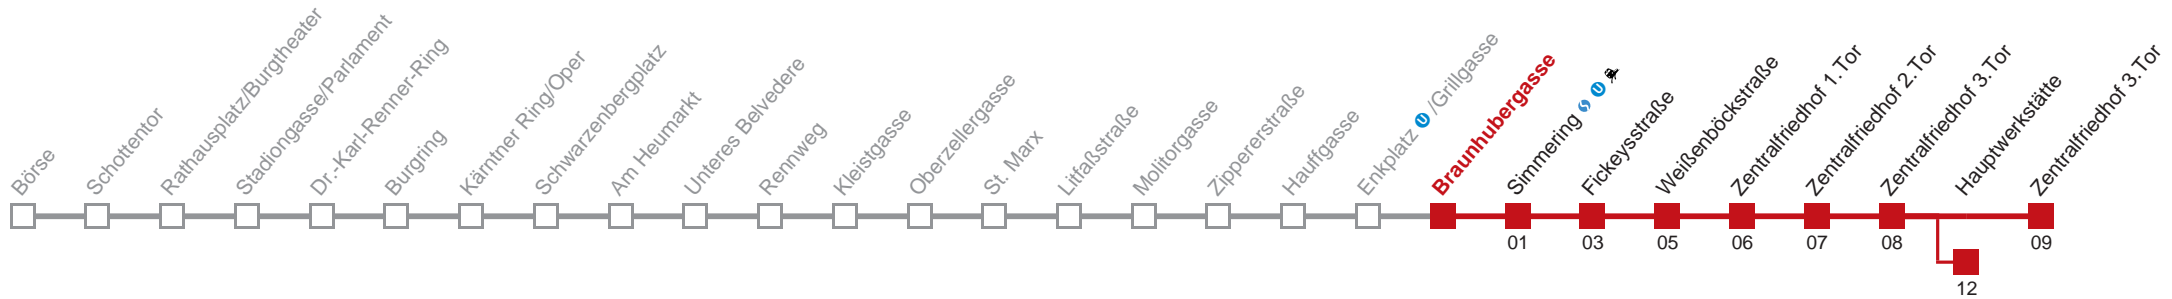 Börse
Schottentor
Rathausplatz/Burgtheater
Stadiongasse/Parlament
Dr.-Karl-Renner-Ring
Burgring
Kärntner Ring/Oper
Schwarzenbergplatz
Am Heumarkt
Unteres Belvedere
Rennweg
Kleistgasse
Oberzellergasse
St. Marx
Litfaßstraße
Molitorgasse
Zippererstraße
Hauffgasse
Enkplatz U /Grillgasse
Braunhubergasse
Simmering S U
Fickeysstraße
Weißenböckstraße
Zentralfriedhof 1.Tor
Zentralfriedhof 2.Tor
Zentralfriedhof 3.Tor
Hauptwerkstätte
Zentralfriedhof 3.Tor
01 03 05 06 07 08 09
12